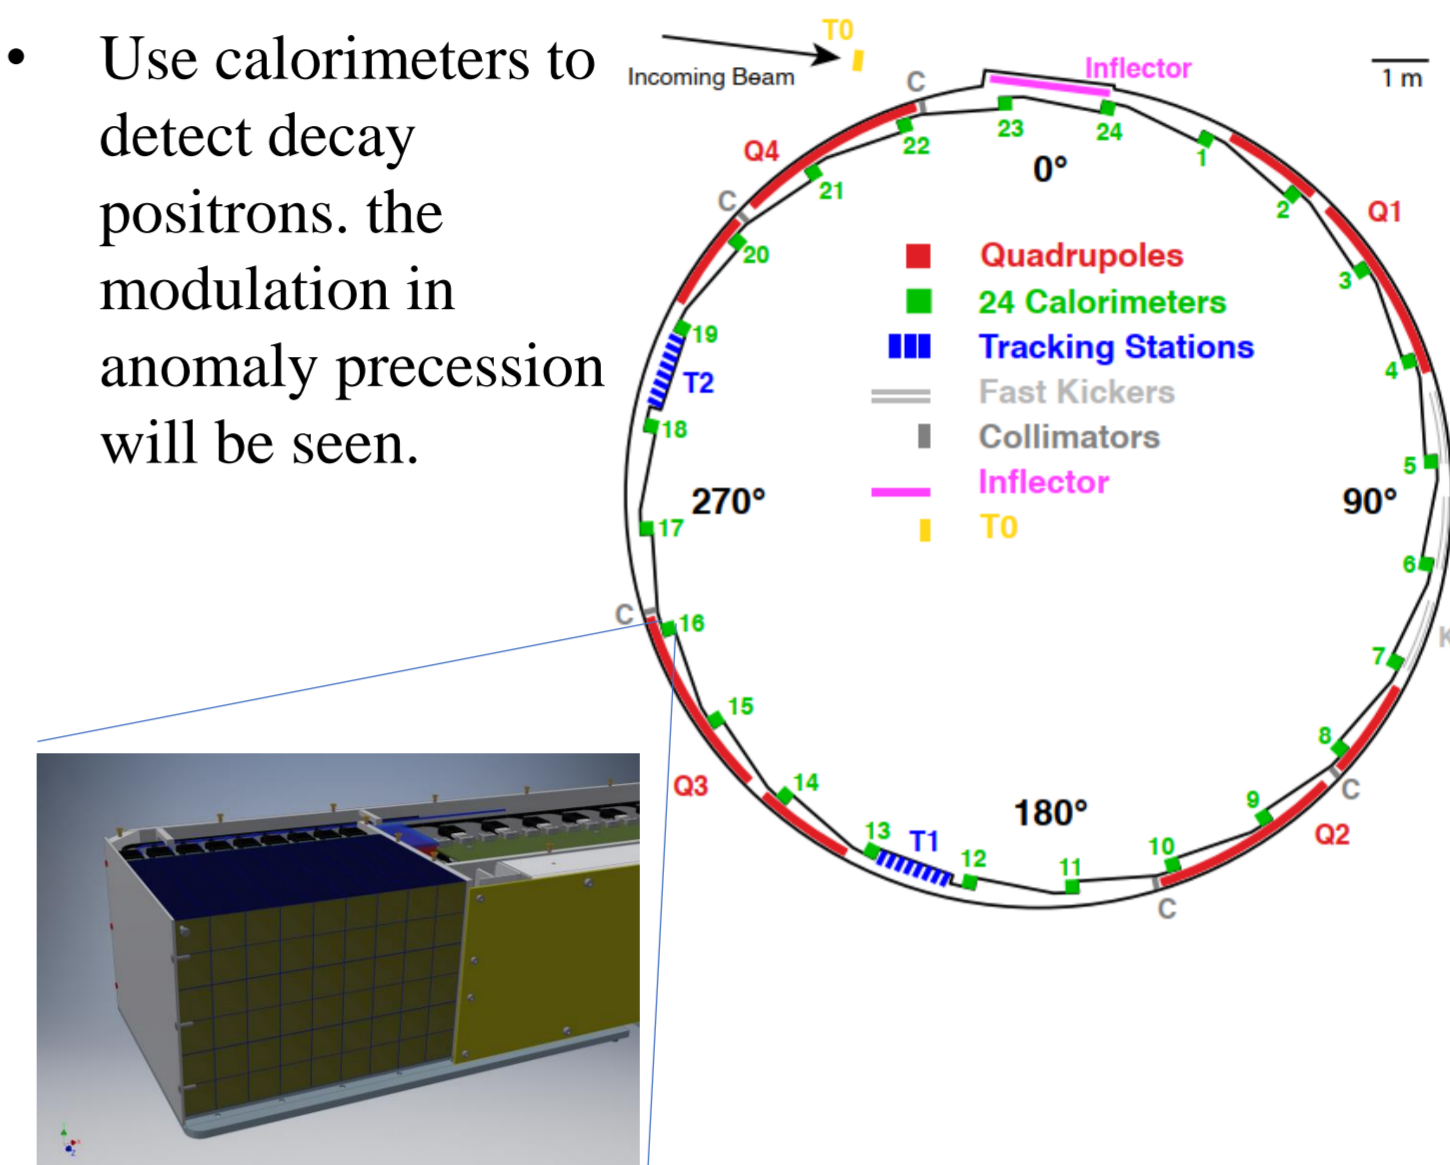 • Use calorimeters to
detect decay
positrons. the
modulation in
anomaly precession
will be seen.
T0
Incoming Beam
C
Inflector
1 m
23
24
22
1
Q4
0°
21
2
Q1
C
20
3
Quadrupoles
24 Calorimeters
19
Tracking Stations
4
T2
Fast Kickers
18
Collimators
5
Inflector
270°
90°
17
T0
6
C
16
K
7
15
8
Q3
14
C
9
180°
13
T1
Q2
12
11
10
C